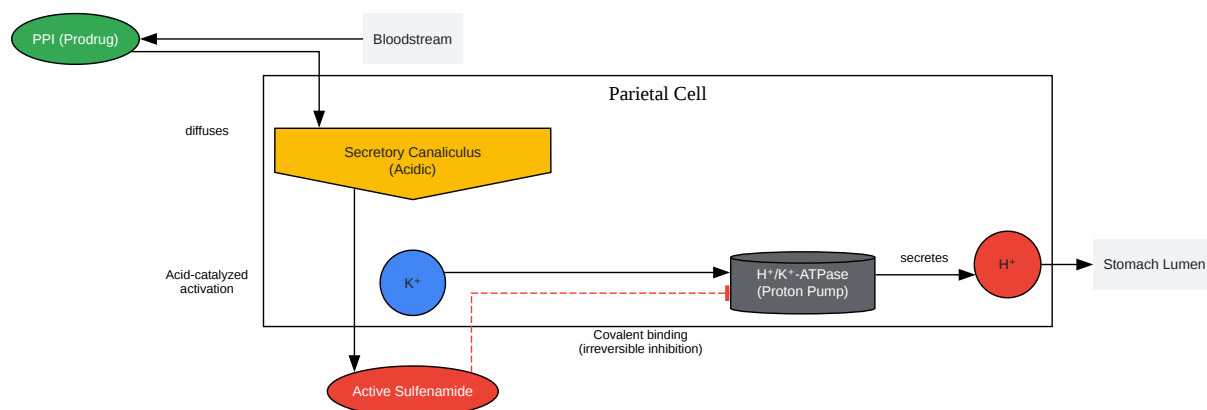 PPI (Prodrug)
Bloodstream
Parietal Cell
diffuses
Secretory Canaliculus
(Acidic)
Acid-catalyzed
activation
K⁺
H⁺/K⁺-ATPase
(Proton Pump)
secretes
H⁺
Stomach Lumen
Covalent binding
(irreversible inhibition)
Active Sulfenamide